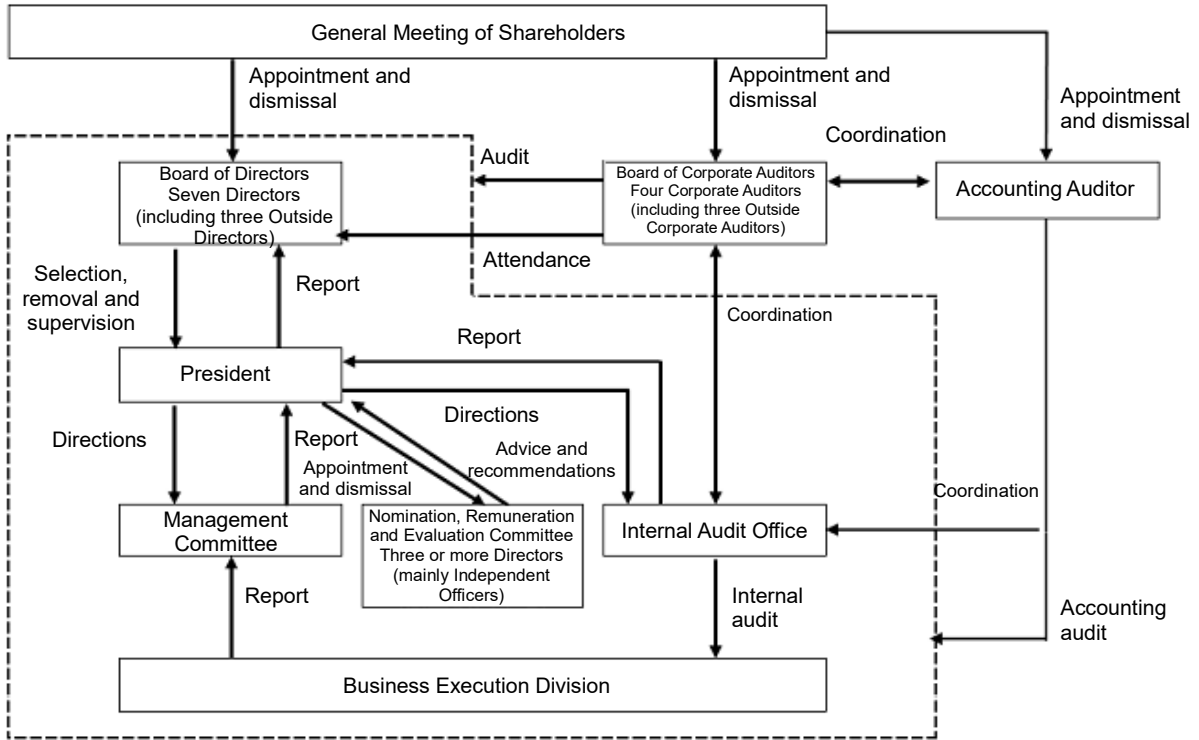 General Meeting of Shareholders
Appointment and
dismissal
Appointment and
dismissal
Appointment
and dismissal
Coordination
Audit
Board of Directors
Seven Directors
(including three Outside
Directors)
Board of Corporate Auditors
Four Corporate Auditors
(including three Outside
Corporate Auditors)
Accounting Auditor
Attendance
Selection,
removal and
supervision
Report
Coordination
Report
President
Directions
Directions
Report
Advice and
recommendations
Appointment
and dismissal
Coordination
Management
Committee
Nomination, Remuneration
and Evaluation Committee
Three or more Directors
(mainly Independent
Officers)
Internal Audit Office
Report
Internal
audit
Accounting
audit
Business Execution Division